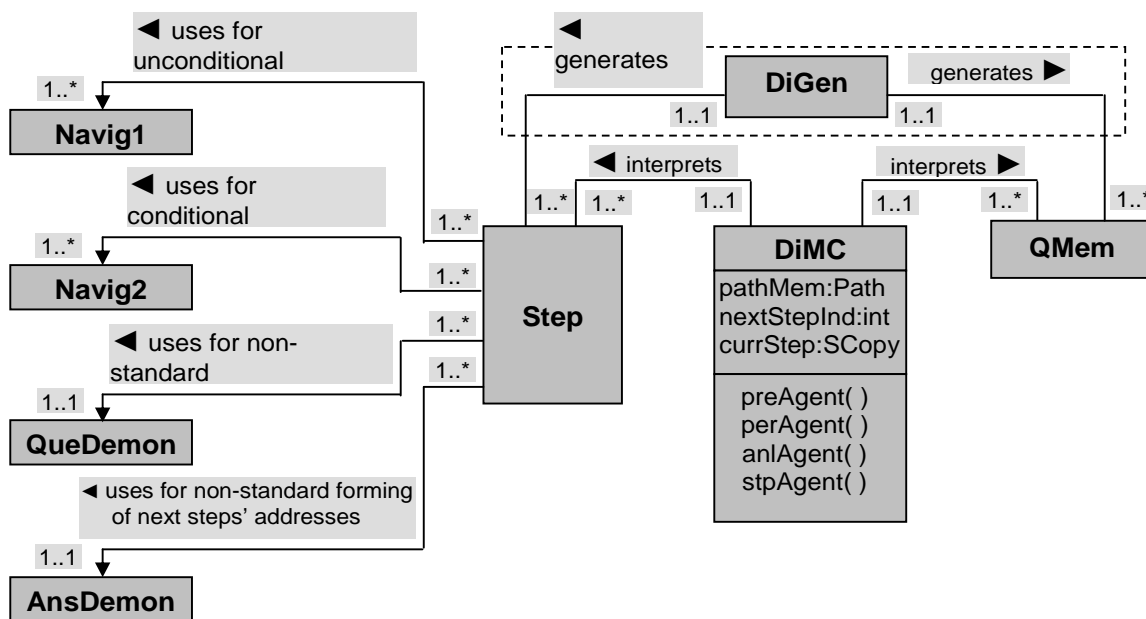 ◄ uses for
unconditional
1..*
Navig1
◄ uses for
conditional
1..*
Navig2
◄ uses for non-
standard
1..1
QueDemon
◄ uses for non-standard forming
of next steps' addresses
1..1
AnsDemon
1..*
1..*
1..*
1..*
Step
◄
generates
DiGen
generates ►
1..1
1..1
◄ interprets
interprets ►
1..*
1..*
1..1
1..1
1..*
1..*
DiMC
pathMem:Path
nextStepInd:int
currStep:SCopy
preAgent( )
perAgent( )
anlAgent( )
stpAgent( )
QMem